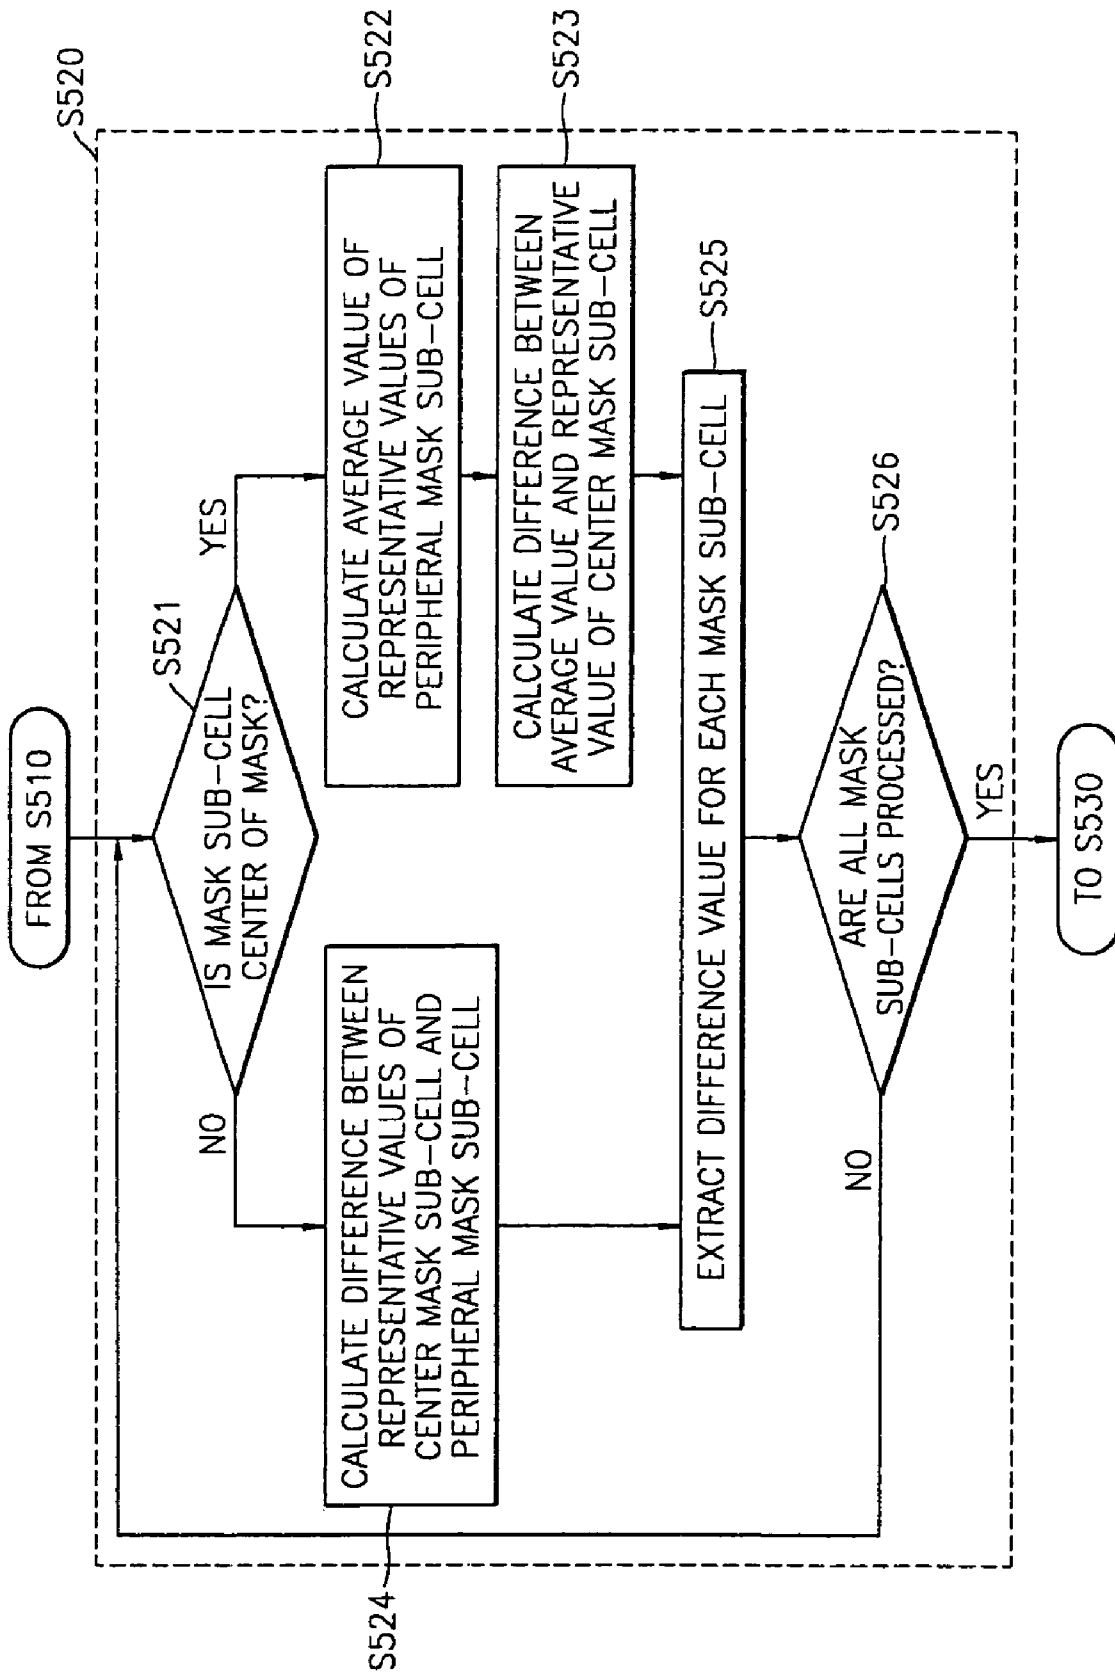 FROM S510
S520
S521
IS MASK SUB-CELL
CENTER OF MASK?
NO
YES
S524
CALCULATE DIFFERENCE BETWEEN
REPRESENTATIVE VALUES OF
CENTER MASK SUB-CELL AND
PERIPHERAL MASK SUB-CELL
S522
CALCULATE AVERAGE VALUE OF
REPRESENTATIVE VALUES OF
PERIPHERAL MASK SUB-CELL
S523
CALCULATE DIFFERENCE BETWEEN
AVERAGE VALUE AND REPRESENTATIVE
VALUE OF CENTER MASK SUB-CELL
S525
EXTRACT DIFFERENCE VALUE FOR EACH MASK SUB-CELL
S526
ARE ALL MASK
SUB-CELLS PROCESSED?
NO
YES
TO S530